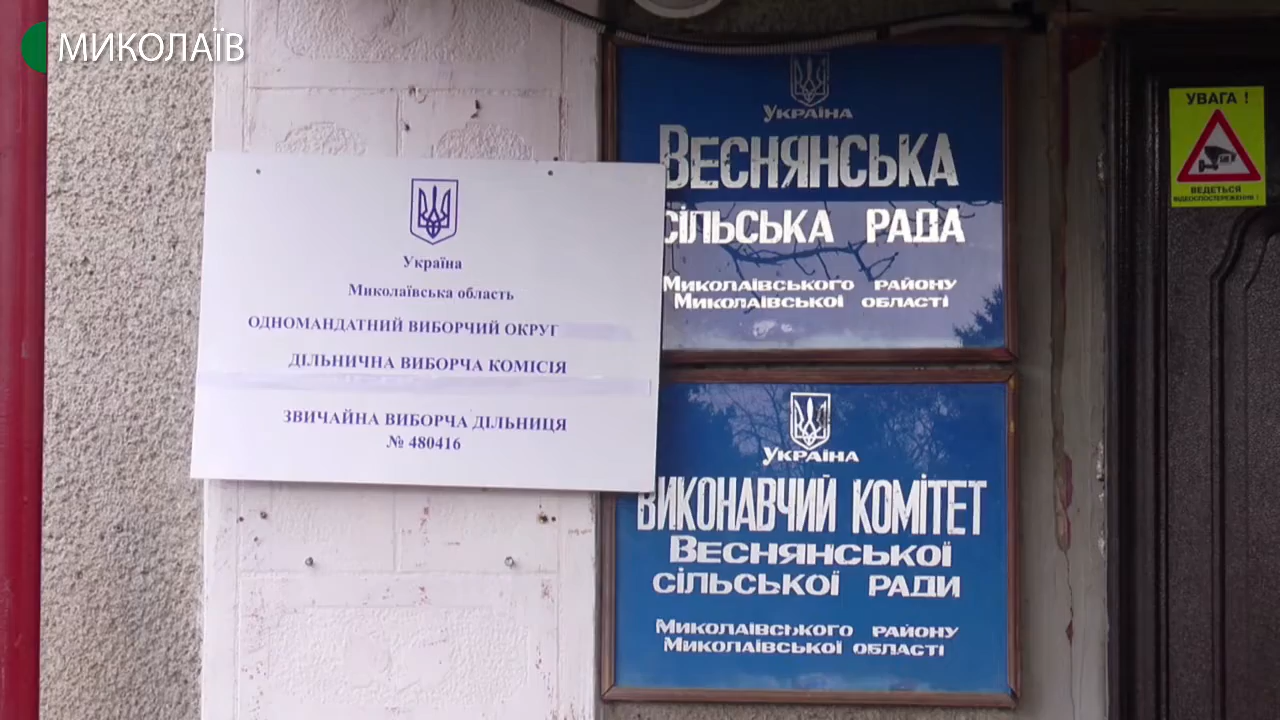 МИКОЛАЇВ
Україна
Миколаївська область
ОДНОМАНДАТНИЙ ВИБОРЧИЙ ОКРУГ
ДІЛЬНИЧНА ВИБОРЧА КОМІСІЯ
ЗВИЧАЙНА ВИБОРЧА ДІЛЬНИЦЯ
№ 480416
Україна
Веснянська
сільська рада
Миколаївського району
Миколаївської області
Україна
Виконавчий комітет
Веснянської
сільської ради
Миколаївського району
Миколаївської області
УВАГА !
ВЕДЕТЬСЯ
ВІДЕОСПОСТЕРЕЖЕННЯ !